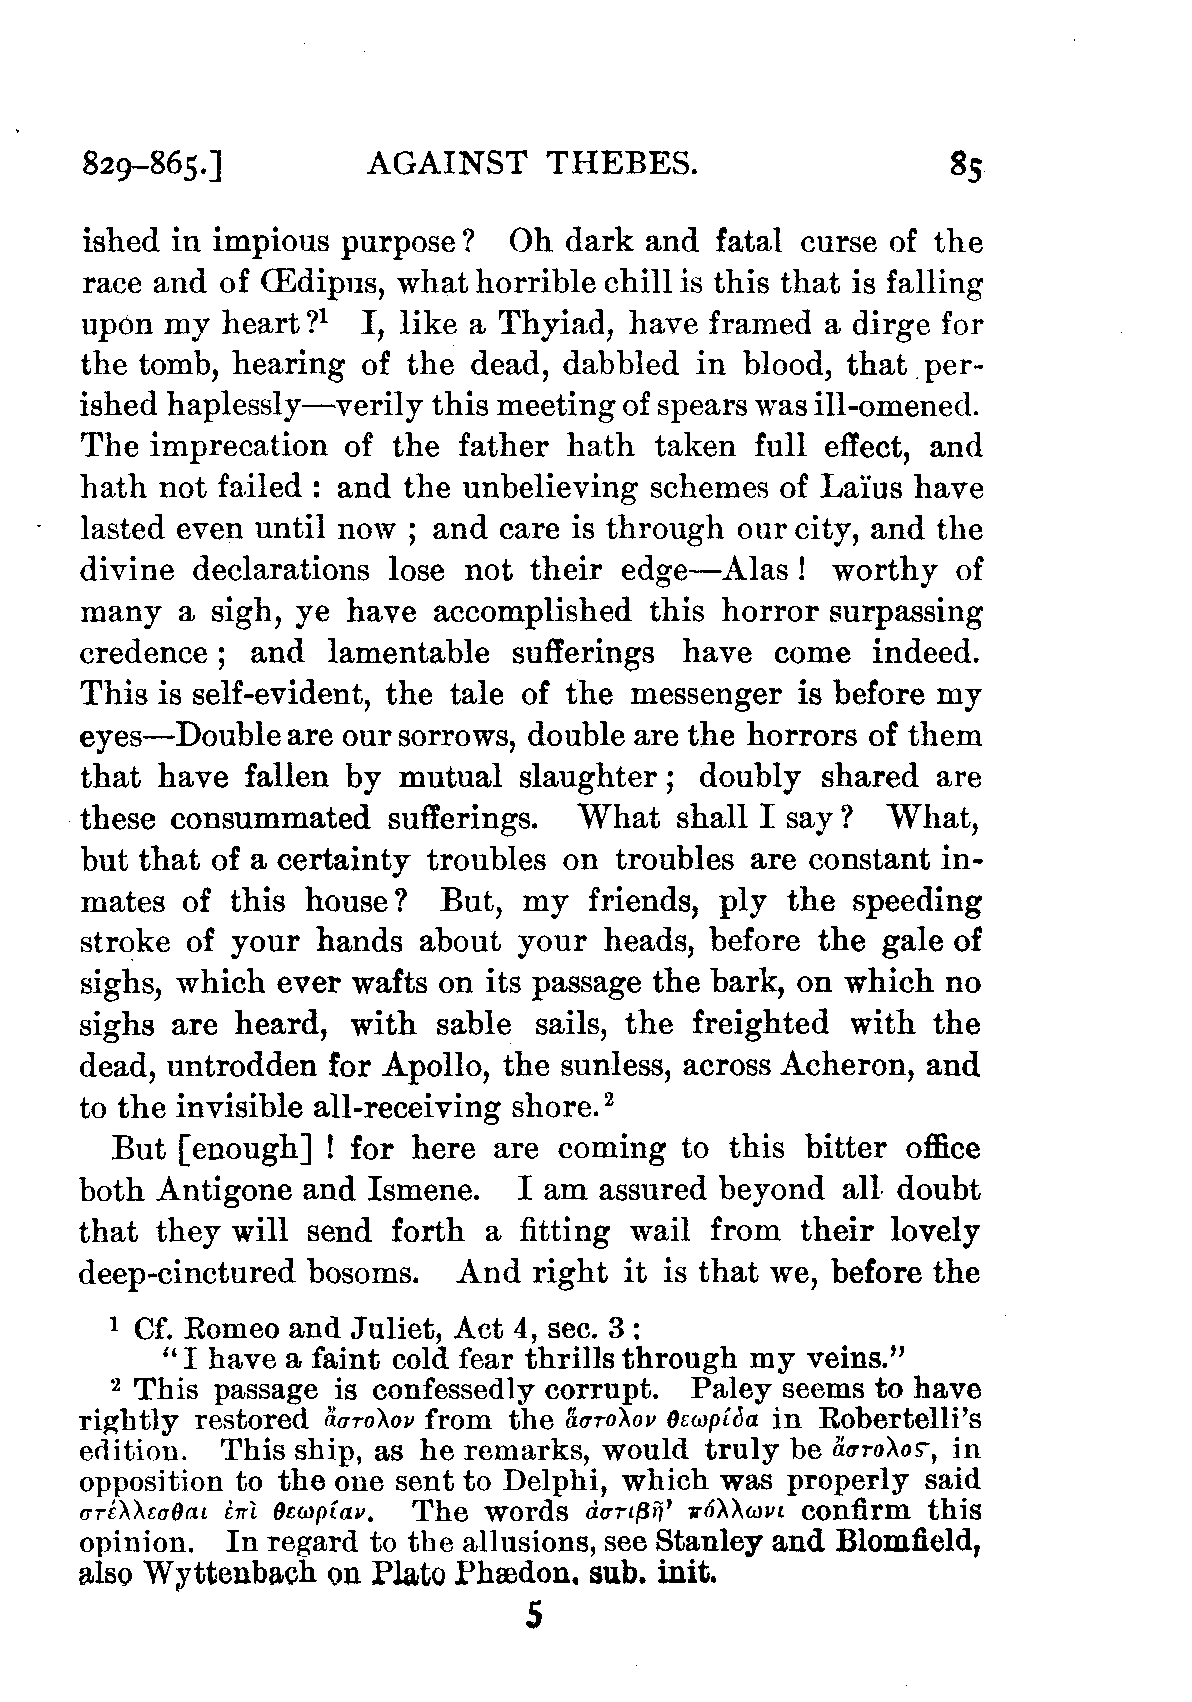 829–865.] AGAINST THEBES. 85
ished in impious purpose? Oh dark and fatal curse of the
race and of Œdipus, what horrible chill is this that is falling
upon my heart?¹ I, like a Thyiad, have framed a dirge for
the tomb, hearing of the dead, dabbled in blood, that per-
ished haplessly—verily this meeting of spears was ill-omened.
The imprecation of the father hath taken full effect, and
hath not failed : and the unbelieving schemes of Laïus have
lasted even until now ; and care is through our city, and the
divine declarations lose not their edge—Alas ! worthy of
many a sigh, ye have accomplished this horror surpassing
credence ; and lamentable sufferings have come indeed.
This is self-evident, the tale of the messenger is before my
eyes—Double are our sorrows, double are the horrors of them
that have fallen by mutual slaughter ; doubly shared are
these consummated sufferings. What shall I say ? What,
but that of a certainty troubles on troubles are constant in-
mates of this house? But, my friends, ply the speeding
stroke of your hands about your heads, before the gale of
sighs, which ever wafts on its passage the bark, on which no
sighs are heard, with sable sails, the freighted with the
dead, untrodden for Apollo, the sunless, across Acheron, and
to the invisible all-receiving shore.²
But [enough] ! for here are coming to this bitter office
both Antigone and Ismene. I am assured beyond all doubt
that they will send forth a fitting wail from their lovely
deep-cinctured bosoms. And right it is that we, before the
¹ Cf. Romeo and Juliet, Act 4, sec. 3 :
"I have a faint cold fear thrills through my veins."
² This passage is confessedly corrupt. Paley seems to have
rightly restored ἄστολον from the ἄστολον θεωρίδα in Robertelli's
edition. This ship, as he remarks, would truly be ἄστολος, in
opposition to the one sent to Delphi, which was properly said
στέλλεσθαι ἐπὶ θεωρίαν. The words ἀστιβῆ' πόλλωνι confirm this
opinion. In regard to the allusions, see Stanley and Blomfield,
also Wyttenbach on Plato Phædon. sub. init.
5